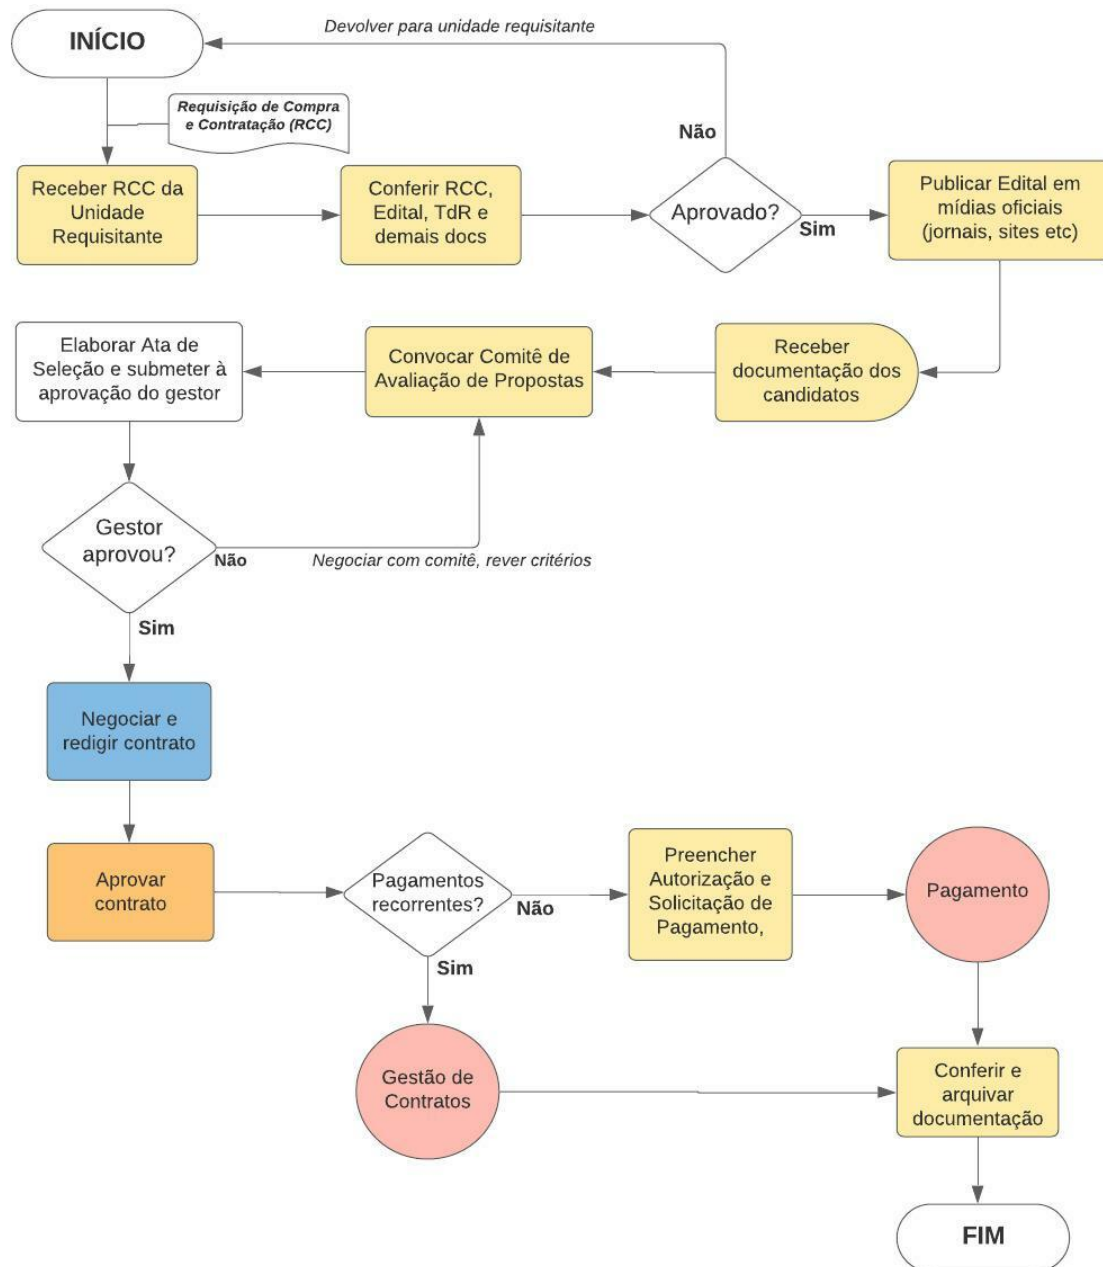 Devolver para unidade requisitante
INÍCIO
Requisição de Compra
e Contratação (RCC)
Não
Receber RCC da
Unidade
Requisitante
Conferir RCC,
Edital, TdR e
demais docs
Aprovado?
Sim
Publicar Edital em
mídias oficiais
(jornais, sites etc)
Elaborar Ata de
Seleção e submeter à
aprovação do gestor
Convocar Comitê de
Avaliação de Propostas
Receber
documentação dos
candidatos
Gestor
aprovou?
Não
Negociar com comitê, rever critérios
Sim
Negociar e
redigir contrato
Aprovar
contrato
Pagamentos
recorrentes?
Não
Preencher
Autorização e
Solicitação de
Pagamento,
Pagamento
Sim
Gestão de
Contratos
Conferir e
arquivar
documentação
FIM